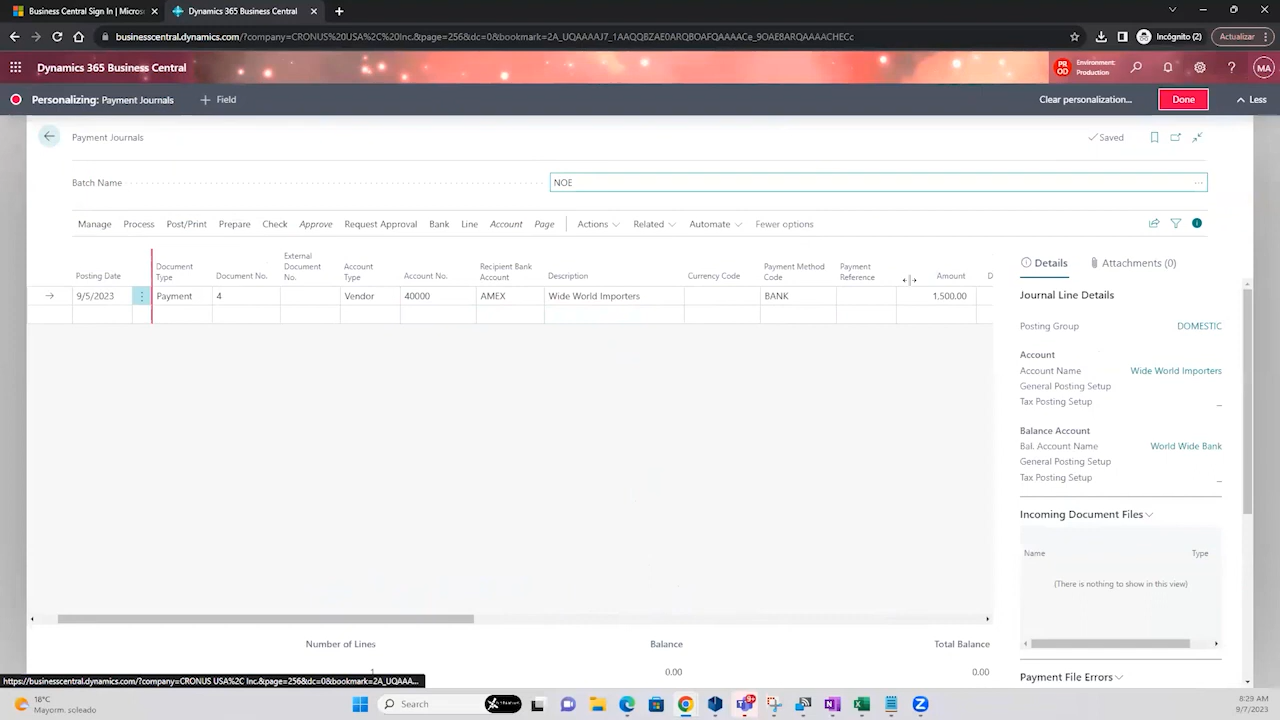 Business Central Sign In | Micros
Dynamics 365 Business Central
businesscentral.dynamics.com/?company=CRONUS%20USA%2C%20Inc.&page=256&dc=0&bookmark=2A_UQAAAAJ7_1AAQQBZAE0ARQBOAFQAAAACe_9OAE8ARQAAACHECc
Incógnito (2)
Actualizar
Dynamics 365 Business Central
Environment:
Production
PR
OD
MA
Personalizing: Payment Journals
+ Field
Clear personalization...
Done
Less
Payment Journals
Saved
Batch Name
NOE
...
Manage Process Post/Print Prepare Check Approve Request Approval Bank Line Account Page Actions Related Automate Fewer options
Posting Date
Document Type
Document No.
External Document No.
Account Type
Account No.
Recipient Bank Account
Description
Currency Code
Payment Method Code
Payment Reference
Amount
D
9/5/2023 Payment 4 Vendor 40000 AMEX Wide World Importers BANK 1,500.00
Details
Attachments (0)
Journal Line Details
Posting Group DOMESTIC
Account
Account Name Wide World Importers
General Posting Setup
Tax Posting Setup _
Balance Account
Bal. Account Name World Wide Bank
General Posting Setup
Tax Posting Setup _
Incoming Document Files
Name Type
(There is nothing to show in this view)
Payment File Errors
Number of Lines Balance Total Balance
1 0.00 0.00
https://businesscentral.dynamics.com/?company=CRONUS USA%2C Inc.&page=256&dc=0&bookmark=2A_UQAAA...
18°C
Mayorm. soleado
Search
8:29 AM
9/7/2023